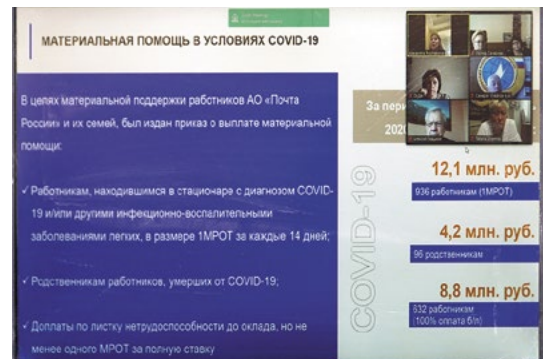 МАТЕРИАЛЬНАЯ ПОМОЩЬ В УСЛОВИЯХ COVID-19
В целях материальной поддержки работников АО «Почта
России» и их семей, был издан приказ о выплате материальной
помощи:
✓ Работникам, находившимся в стационаре с диагнозом COVID-
19 и/или другими инфекционно-воспалительными
заболеваниями легких, в размере 1МРОТ за каждые 14 дней;
✓ Родственникам работников, умерших от COVID-19;
✓ Доплаты по листку нетрудоспособности до оклада, но не
менее одного МРОТ за полную ставку
За
COVID-19
12,1 млн. руб.
936 работникам (1МРОТ)
4,2 млн. руб.
96 родственникам
8,8 млн. руб.
632 работникам
(100% оплата б/л)